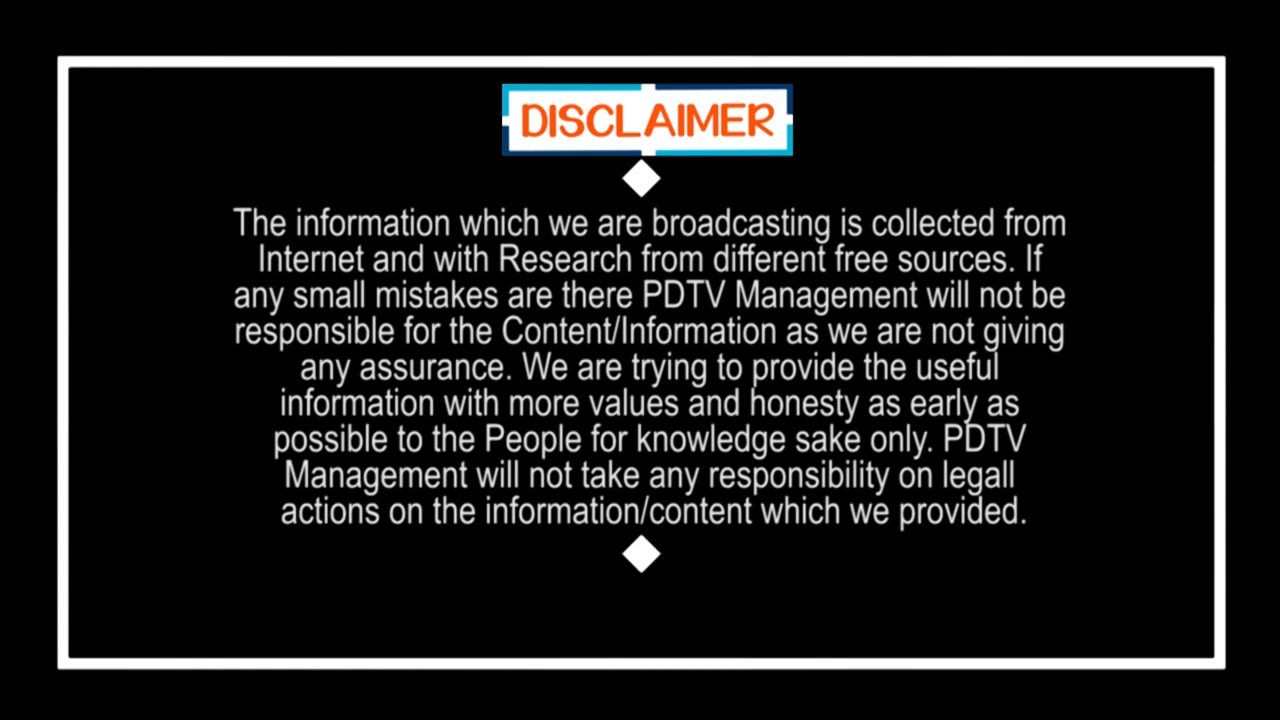 DISCLAIMER
The information which we are broadcasting is collected from
Internet and with Research from different free sources. If
any small mistakes are there PDTV Management will not be
responsible for the Content/Information as we are not giving
any assurance. We are trying to provide the useful
information with more values and honesty as early as
possible to the People for knowledge sake only. PDTV
Management will not take any responsibility on legall
actions on the information/content which we provided.